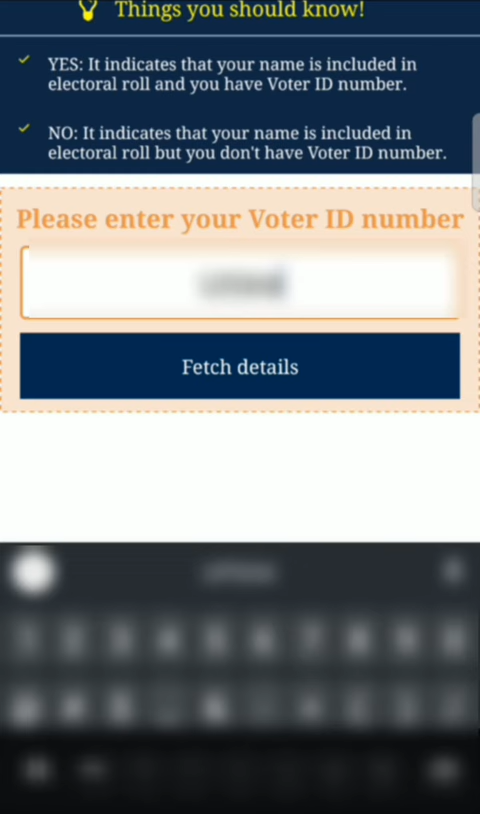 Things you should know!
YES: It indicates that your name is included in
electoral roll and you have Voter ID number.
NO: It indicates that your name is included in
electoral roll but you don't have Voter ID number.
Please enter your Voter ID number
Fetch details